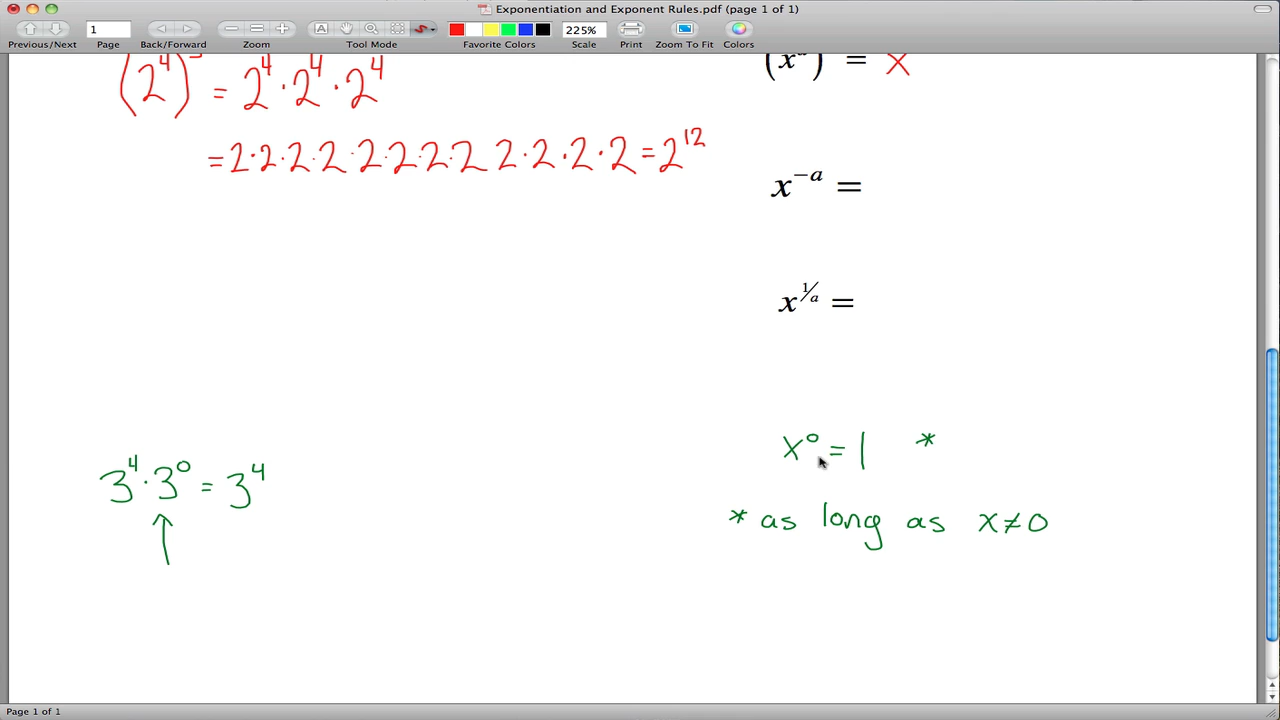 Exponentiation and Exponent Rules.pdf (page 1 of 1)
1
225%
Previous/Next Page Back/Forward Zoom Tool Mode Favorite Colors Scale Print Zoom To Fit Colors
(2⁴) = 2⁴ · 2⁴ · 2⁴
= 2·2·2·2·2·2·2·2 2·2·2·2 = 2¹²
(x ) = x
x⁻ᵃ =
x^(1/a) =
x⁰ = 1 *
3⁴ · 3⁰ = 3⁴
* as long as x≠0
Page 1 of 1